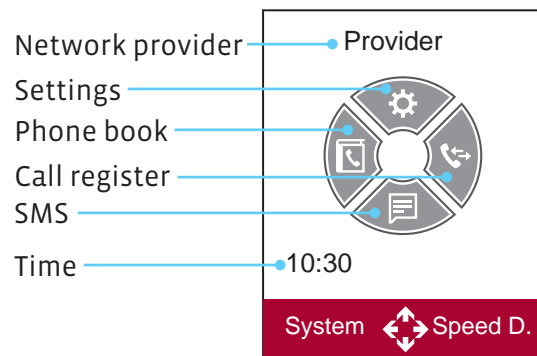 Network provider
Provider
Settings
Phone book
Call register
SMS
Time
10:30
System
Speed D.